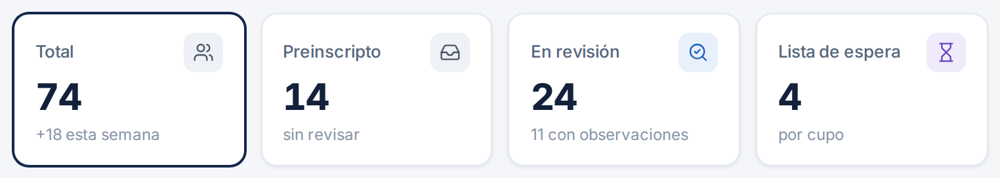 Total
74
+18 esta semana
Preinscripto
14
sin revisar
En revisión
24
11 con observaciones
Lista de espera
4
por cupo